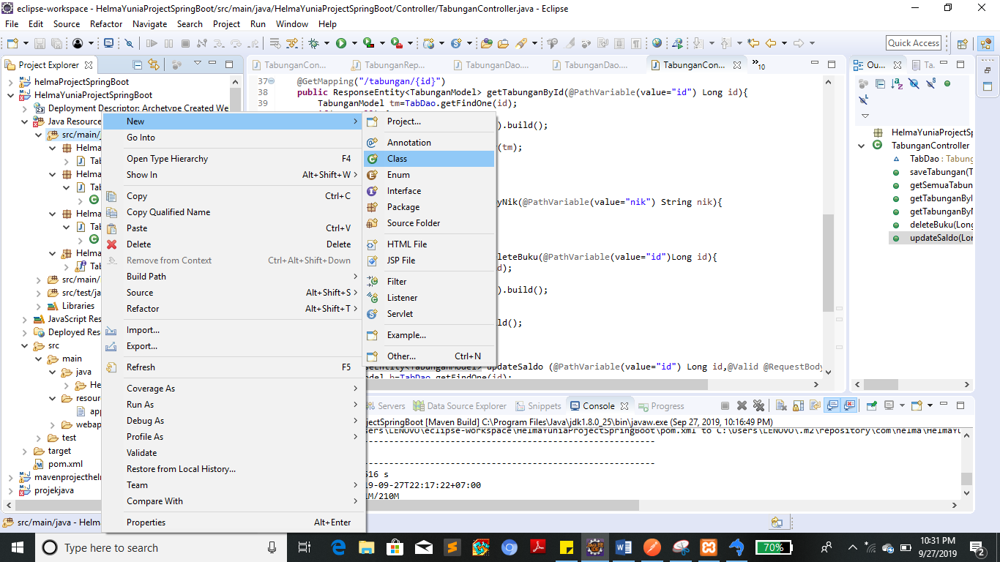 eclipse-workspace - HelmaYuniaProjectSpringBoot/src/main/java/HelmaYuniaProjectSpringBoot/Controller/TabunganController.java - Eclipse
File Edit Source Refactor Navigate Search Project Run Window Help
Quick Access
Project Explorer
helmaProjectSpringBoot
HelmaYuniaProjectSpringBoot
Deployment Descriptor: Archetype Created We
Java Resource
src/main/j
Helma
Tab
Helma
Tab
Helma
Tab
Helma
Tab
src/main/
src/test/ja
Libraries
JavaScript Res
Deployed Reso
src
main
java
He
resour
app
webap
test
target
pom.xml
mavenprojecthelm
projekjava
New
Go Into
Open Type Hierarchy F4
Show In Alt+Shift+W
Copy Ctrl+C
Copy Qualified Name
Paste Ctrl+V
Delete Delete
Remove from Context Ctrl+Alt+Shift+Down
Build Path
Source Alt+Shift+S
Refactor Alt+Shift+T
Import...
Export...
Refresh F5
Coverage As
Run As
Debug As
Profile As
Validate
Restore from Local History...
Team
Compare With
Properties Alt+Enter
Project...
Annotation
Class
Enum
Interface
Package
Source Folder
HTML File
JSP File
Filter
Listener
Servlet
Example...
Other... Ctrl+N
TabunganCon... TabunganRep... TabunganDao.... TabunganDao.... TabunganCon... 10
37 @GetMapping("/tabungan/{id}")
38 public ResponseEntity<TabunganModel> getTabunganById(@PathVariable(value="id") Long id){
39 TabunganModel tm=TabDao.getFindOne(id);
).build();
(tm);
yNik(@PathVariable(value="nik") String nik){
leteBuku(@PathVariable(value="id")Long id){
d);
).build();
ld();
nseEntity<TabunganModel> updateSaldo (@PathVariable(value="id") Long id,@Valid @RequestBody
odel b=TabDao.getFindOne(id);
Ou... Ta...
HelmaYuniaProjectSp
TabunganController
TabDao : Tabung
saveTabungan(T
getSemuaTabun
getTabunganByI
getTabunganByN
deleteBuku(Long
updateSaldo(Lon
Servers Data Source Explorer Snippets Console Progress
ectSpringBoot [Maven Build] C:\Program Files\Java\jdk1.8.0_25\bin\javaw.exe (Sep 27, 2019, 10:16:49 PM)
sers\LENOVO\eclipse-workspace\HelmaYuniaProjectSpringBoot\pom.xml to C:\Users\LENOVO\.m2\repository\com\helma\HelmaYu
------------------------------------------------------
------------------------------------------------------
516 s
19-09-27T22:17:22+07:00
1M/210M
src/main/java - Helma
Type here to search
70%
10:31 PM
9/27/2019
2